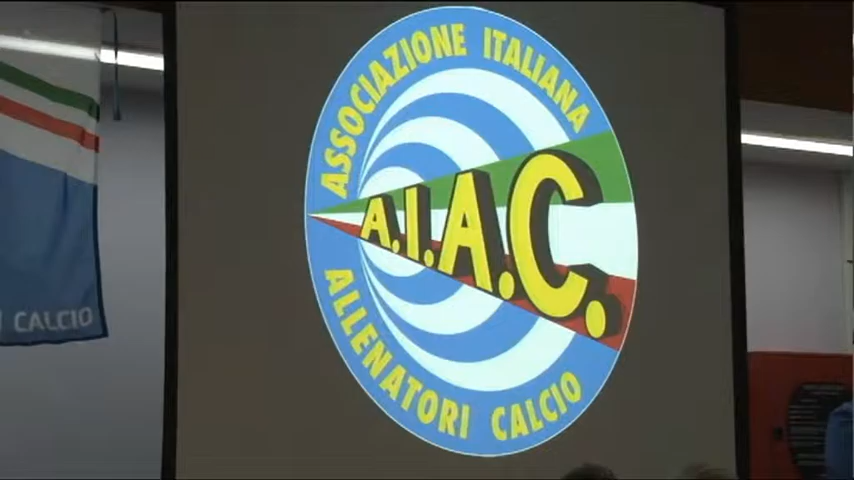 ASSOCIAZIONE ITALIANA
A.I.A.C.
ALLENATORI CALCIO
CALCIO